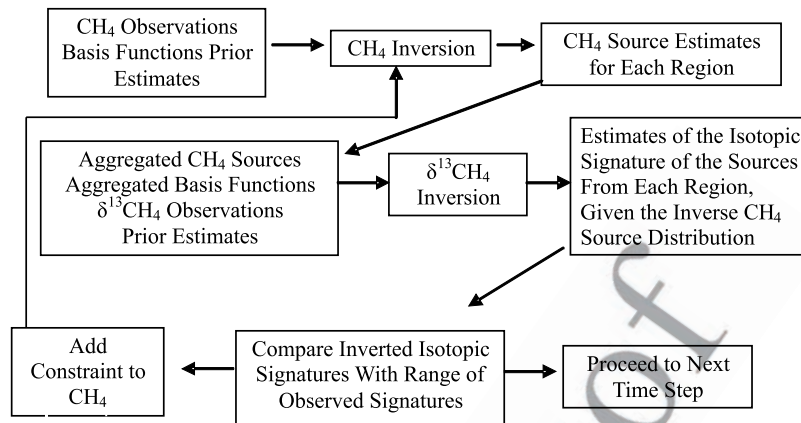 CH₄ Observations
Basis Functions Prior
Estimates
CH₄ Inversion
CH₄ Source Estimates
for Each Region
Aggregated CH₄ Sources
Aggregated Basis Functions
δ¹³CH₄ Observations
Prior Estimates
δ¹³CH₄
Inversion
Estimates of the Isotopic
Signature of the Sources
From Each Region,
Given the Inverse CH₄
Source Distribution
Add
Constraint to
CH₄
Compare Inverted Isotopic
Signatures With Range of
Observed Signatures
Proceed to Next
Time Step
of